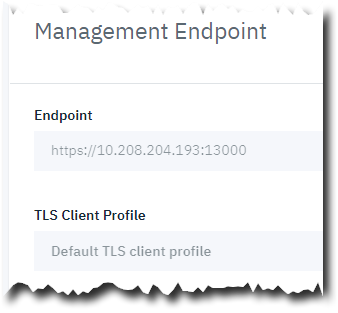 Management Endpoint
Endpoint
https://10.208.204.193:13000
TLS Client Profile
Default TLS client profile